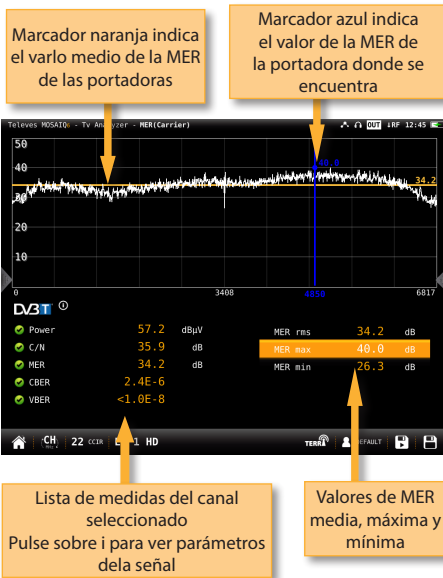 Marcador naranja indica
el varlo medio de la MER
de las portadoras
Marcador azul indica
el valor de la MER de
la portadora donde se
encuentra
Televes MOSAIQ6 - Tv Analyzer - MER(Carrier)
OUT ↓RF 12:45
50
40
30
20
10
40.0
34.2
0 3408 4650 6817
DVB T i
Power 57.2 dBµV
C/N 35.9 dB
MER 34.2 dB
CBER 2.4E-6
VBER <1.0E-8
MER rms 34.2 dB
MER max 40.0 dB
MER min 26.3 dB
CH 22 CCIR 1 HD TERR DEFAULT
Lista de medidas del canal
seleccionado
Pulse sobre i para ver parámetros
dela señal
Valores de MER
media, máxima y
mínima